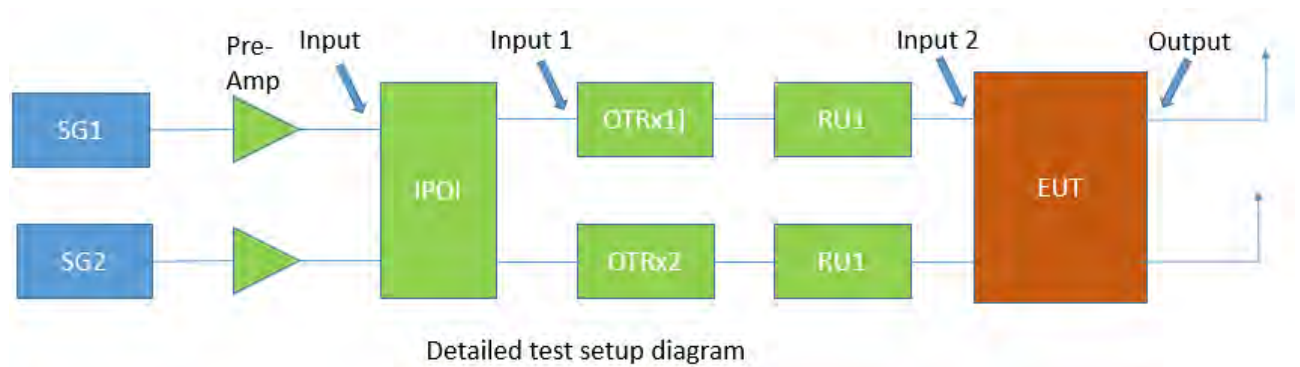 Pre-
Amp
Input
Input 1
Input 2
Output
SG1
IPOI
OTRx1]
RU1
EUT
SG2
OTRx2
RU1
Detailed test setup diagram